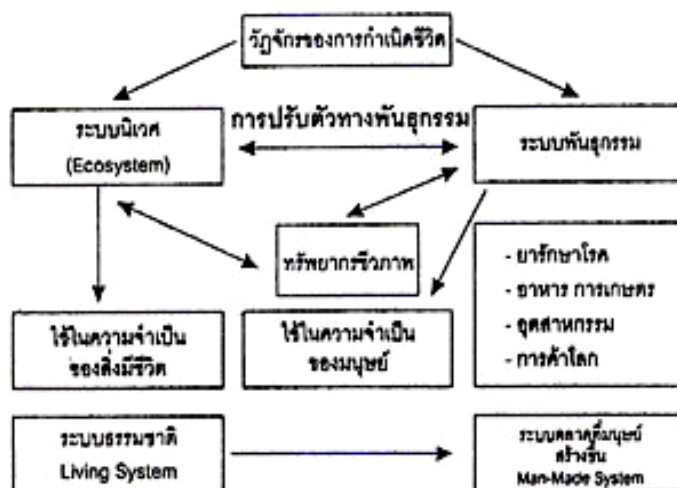 วัฏจักรของการกำเนิดชีวิต
ระบบนิเวศ
(Ecosystem)
การปรับตัวทางพันธุกรรม
ระบบพันธุกรรม
ทรัพยากรชีวภาพ
ใช้ในความจำเป็น
ของสิ่งมีชีวิต
ใช้ในความจำเป็น
ของมนุษย์
- ยารักษาโรค
- อาหาร การเกษตร
- อุตสาหกรรม
- การค้าโลก
ระบบธรรมชาติ
Living System
ระบบตลาดที่มนุษย์
สร้างขึ้น
Man-Made System